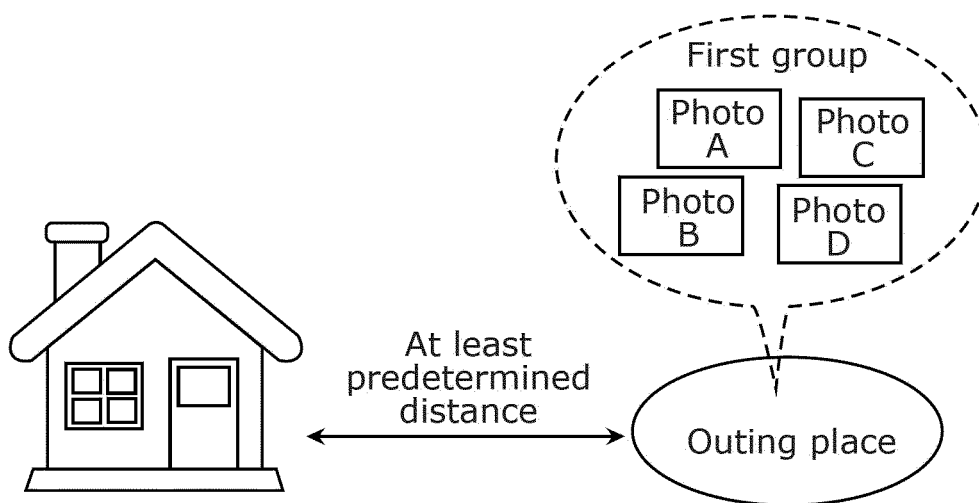 First group
Photo
A
Photo
C
Photo
B
Photo
D
At least
predetermined
distance
Outing place